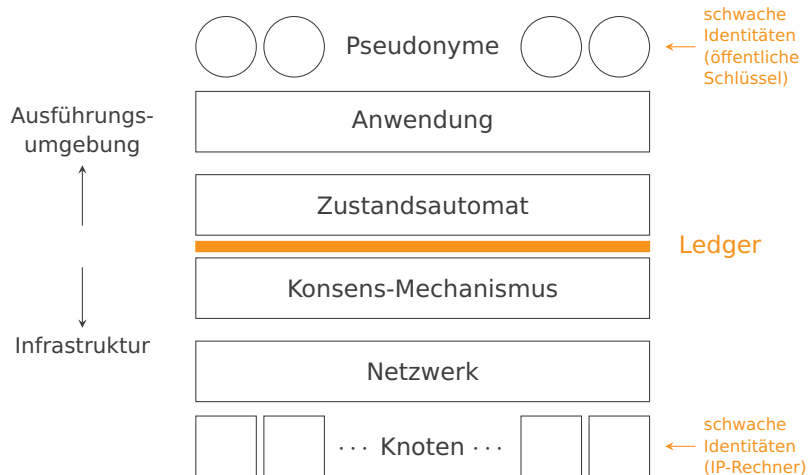 Pseudonyme
schwache
Identitäten
(öffentliche
Schlüssel)
Ausführungs-
umgebung
Anwendung
Zustandsautomat
Ledger
Konsens-Mechanismus
Infrastruktur
Netzwerk
··· Knoten ···
schwache
Identitäten
(IP-Rechner)